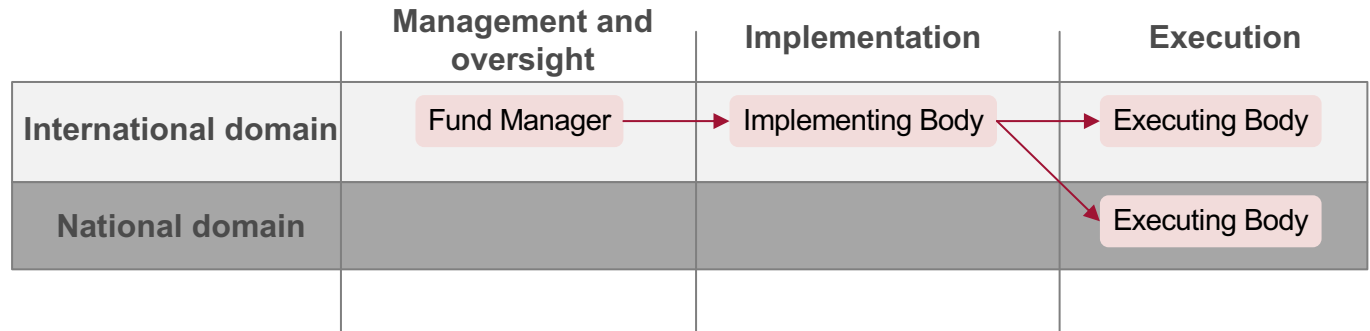 Management and
oversight
Implementation
Execution
International domain
Fund Manager
Implementing Body
Executing Body
National domain
Executing Body